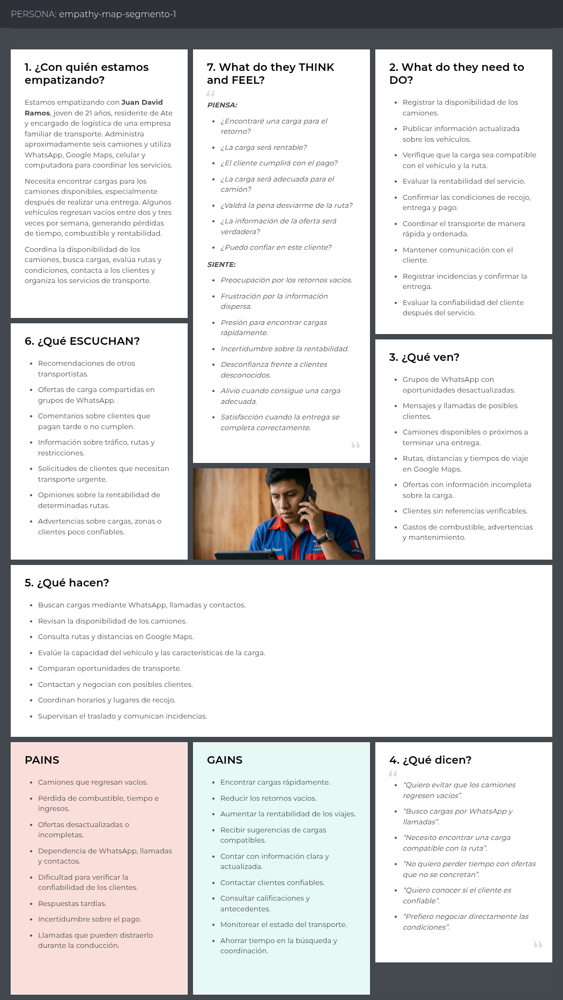 PERSONA: empathy-map-segmento-1
1. ¿Con quién estamos
empatizando?
Estamos empatizando con Juan David
Ramos, joven de 21 años, residente de Ate
y encargado de logística de una empresa
familiar de transporte. Administra
aproximadamente seis camiones y utiliza
WhatsApp, Google Maps, celular y
computadora para coordinar los servicios.
Necesita encontrar cargas para los
camiones disponibles, especialmente
después de realizar una entrega. Algunos
vehículos regresan vacíos entre dos y tres
veces por semana, generando pérdidas
de tiempo, combustible y rentabilidad.
Coordina la disponibilidad de los
camiones, busca cargas, evalúa rutas y
condiciones, contacta a los clientes y
organiza los servicios de transporte.
7. What do they THINK
and FEEL?
“
PIENSA:
• ¿Encontraré una carga para el
retorno?
• ¿La carga será rentable?
• ¿El cliente cumplirá con el pago?
• ¿La carga será adecuada para el
camión?
• ¿Valdrá la pena desviarme de la ruta?
• ¿La información de la oferta será
verdadera?
• ¿Puedo confiar en este cliente?
SIENTE:
• Preocupación por los retornos vacíos.
• Frustración por la información
dispersa.
• Presión para encontrar cargas
rápidamente.
• Incertidumbre sobre la rentabilidad.
• Desconfianza frente a clientes
desconocidos.
• Alivio cuando consigue una carga
adecuada.
• Satisfacción cuando la entrega se
completa correctamente.
”
2. What do they need to
DO?
• Registrar la disponibilidad de los
camiones.
• Publicar información actualizada
sobre los vehículos.
• Verifique que la carga sea compatible
con el vehículo y la ruta.
• Evaluar la rentabilidad del servicio.
• Confirmar las condiciones de recojo,
entrega y pago.
• Coordinar el transporte de manera
rápida y ordenada.
• Mantener comunicación con el
cliente.
• Registrar incidencias y confirmar la
entrega.
• Evaluar la confiabilidad del cliente
después del servicio.
6. ¿Qué ESCUCHAN?
• Recomendaciones de otros
transportistas.
• Ofertas de carga compartidas en
grupos de WhatsApp.
• Comentarios sobre clientes que
pagan tarde o no cumplen.
• Información sobre tráfico, rutas y
restricciones.
• Solicitudes de clientes que necesitan
transporte urgente.
• Opiniones sobre la rentabilidad de
determinadas rutas.
• Advertencias sobre cargas, zonas o
clientes poco confiables.
Juan David
3. ¿Qué ven?
• Grupos de WhatsApp con
oportunidades desactualizadas.
• Mensajes y llamadas de posibles
clientes.
• Camiones disponibles o próximos a
terminar una entrega.
• Rutas, distancias y tiempos de viaje
en Google Maps.
• Ofertas con información incompleta
sobre la carga.
• Clientes sin referencias verificables.
• Gastos de combustible, advertencias
y mantenimiento.
5. ¿Qué hacen?
• Buscan cargas mediante WhatsApp, llamadas y contactos.
• Revisan la disponibilidad de los camiones.
• Consulta rutas y distancias en Google Maps.
• Evalúe la capacidad del vehículo y las características de la carga.
• Comparan oportunidades de transporte.
• Contactan y negocian con posibles clientes.
• Coordinan horarios y lugares de recojo.
• Supervisan el traslado y comunican incidencias.
PAINS
• Camiones que regresan vacíos.
• Pérdida de combustible, tiempo e
ingresos.
• Ofertas desactualizadas o
incompletas.
• Dependencia de WhatsApp, llamadas
y contactos.
• Dificultad para verificar la
confiabilidad de los clientes.
• Respuestas tardías.
• Incertidumbre sobre el pago.
• Llamadas que pueden distraerlo
durante la conducción.
GAINS
• Encontrar cargas rápidamente.
• Reducir los retornos vacíos.
• Aumentar la rentabilidad de los viajes.
• Recibir sugerencias de cargas
compatibles.
• Contar con información clara y
actualizada.
• Contactar clientes confiables.
• Consultar calificaciones y
antecedentes.
• Monitorear el estado del transporte.
• Ahorrar tiempo en la búsqueda y
coordinación.
4. ¿Qué dicen?
“
• “Quiero evitar que los camiones
regresen vacíos”.
• “Busco cargas por WhatsApp y
llamadas”.
• “Necesito encontrar una carga
compatible con la ruta”.
• “No quiero perder tiempo con ofertas
que no se concretan”.
• “Quiero conocer si el cliente es
confiable”.
• “Prefiero negociar directamente las
condiciones”.
”